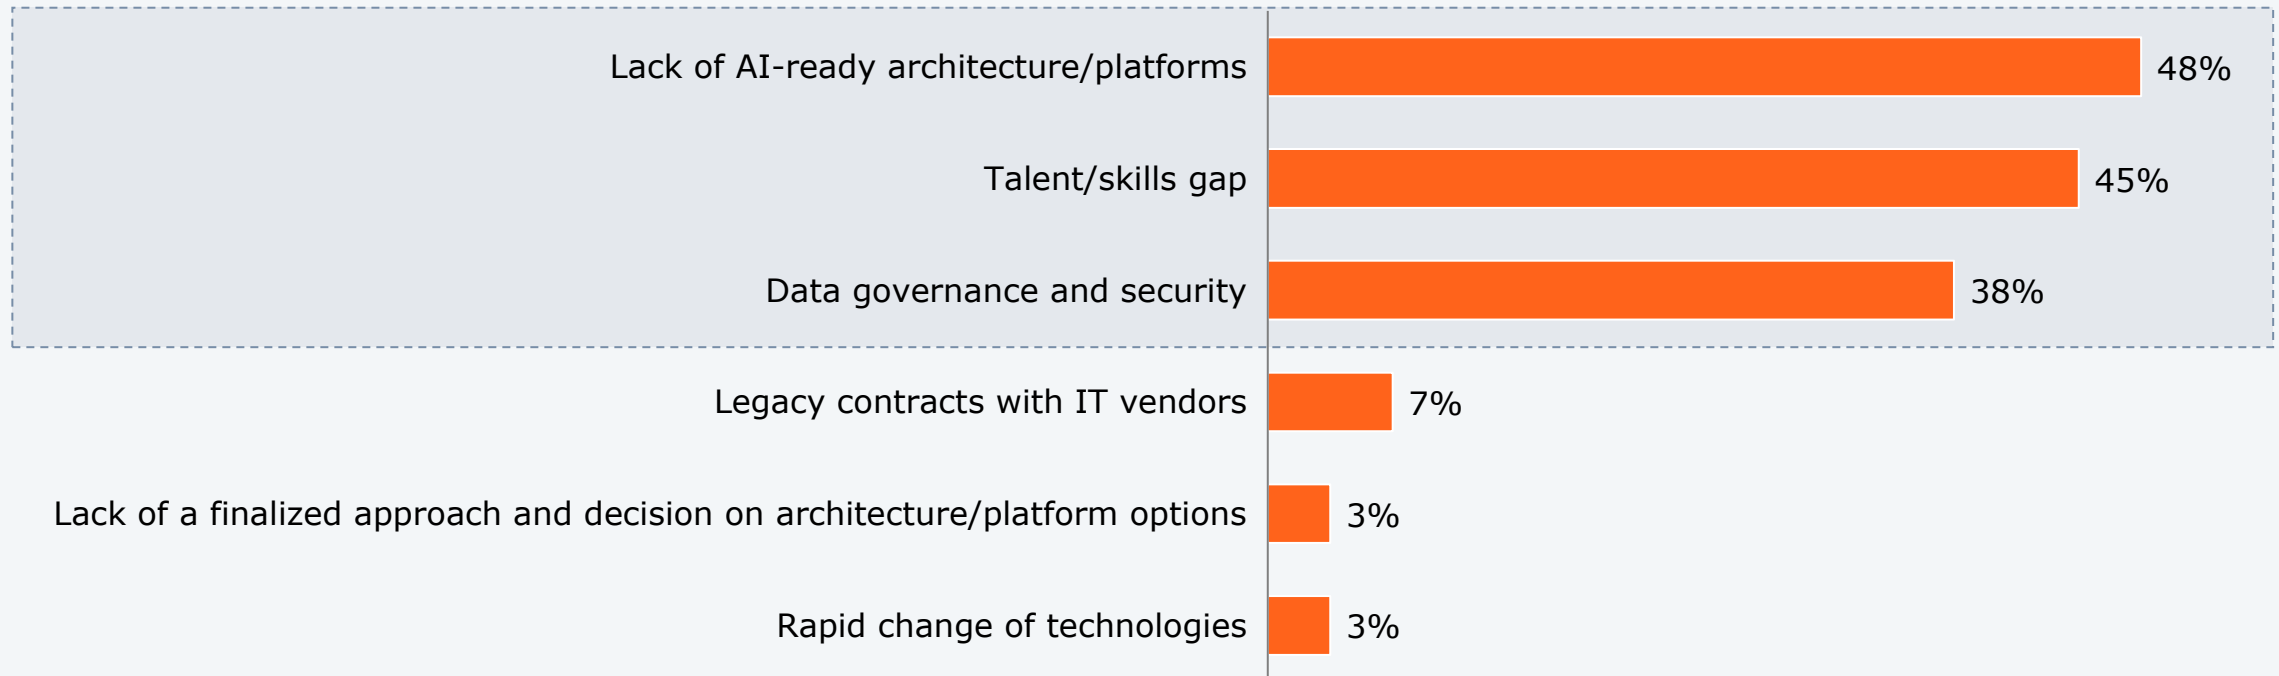 Lack of AI-ready architecture/platforms 48%
Talent/skills gap 45%
Data governance and security 38%
Legacy contracts with IT vendors 7%
Lack of a finalized approach and decision on architecture/platform options 3%
Rapid change of technologies 3%